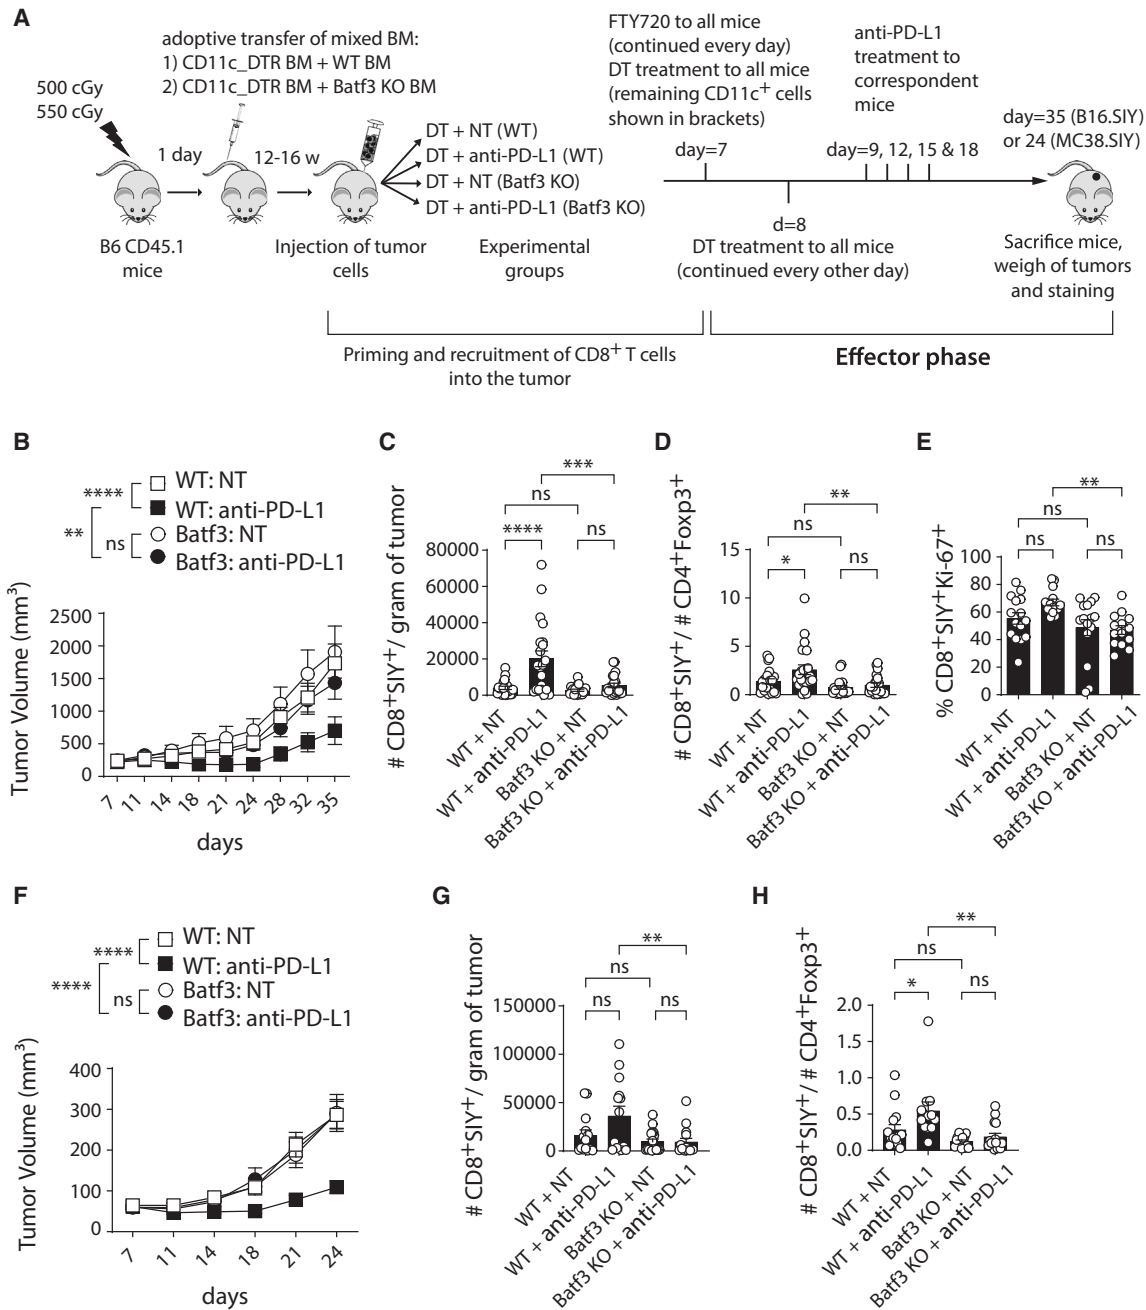 A
adoptive transfer of mixed BM:
1) CD11c_DTR BM + WT BM
2) CD11c_DTR BM + Batf3 KO BM
500 cGy
550 cGy
1 day
12-16 w
B6 CD45.1
mice
Injection of tumor
cells
DT + NT (WT)
DT + anti-PD-L1 (WT)
DT + NT (Batf3 KO)
DT + anti-PD-L1 (Batf3 KO)
Experimental
groups
FTY720 to all mice
(continued every day)
DT treatment to all mice
(remaining CD11c⁺ cells
shown in brackets)
day=7
d=8
DT treatment to all mice
(continued every other day)
anti-PD-L1
treatment to
correspondent
mice
day=9, 12, 15 & 18
day=35 (B16.SIY)
or 24 (MC38.SIY)
Sacrifice mice,
weigh of tumors
and staining
Priming and recruitment of CD8⁺ T cells
into the tumor
Effector phase
B
WT: NT
WT: anti-PD-L1
Batf3: NT
Batf3: anti-PD-L1
****
**
ns
Tumor Volume (mm³)
2500
2000
1500
1000
500
0
7 11 14 18 21 24 28 32 35
days
C
# CD8⁺SIY⁺/ gram of tumor
***
ns
**** ns
80000
60000
40000
20000
0
WT + NT
WT + anti-PD-L1
Batf3 KO + NT
Batf3 KO + anti-PD-L1
D
# CD8⁺SIY⁺/ # CD4⁺Foxp3⁺
**
ns
* ns
15
10
5
0
WT + NT
WT + anti-PD-L1
Batf3 KO + NT
Batf3 KO + anti-PD-L1
E
% CD8⁺SIY⁺Ki-67⁺
**
ns
ns ns
100
80
60
40
20
0
WT + NT
WT + anti-PD-L1
Batf3 KO + NT
Batf3 KO + anti-PD-L1
F
WT: NT
WT: anti-PD-L1
Batf3: NT
Batf3: anti-PD-L1
****
****
ns
Tumor Volume (mm³)
400
300
200
100
0
7 11 14 18 21 24
days
G
# CD8⁺SIY⁺/ gram of tumor
**
ns
ns ns
150000
100000
50000
0
WT + NT
WT + anti-PD-L1
Batf3 KO + NT
Batf3 KO + anti-PD-L1
H
# CD8⁺SIY⁺/ # CD4⁺Foxp3⁺
**
ns
* ns
2.0
1.5
1.0
0.5
0.0
WT + NT
WT + anti-PD-L1
Batf3 KO + NT
Batf3 KO + anti-PD-L1